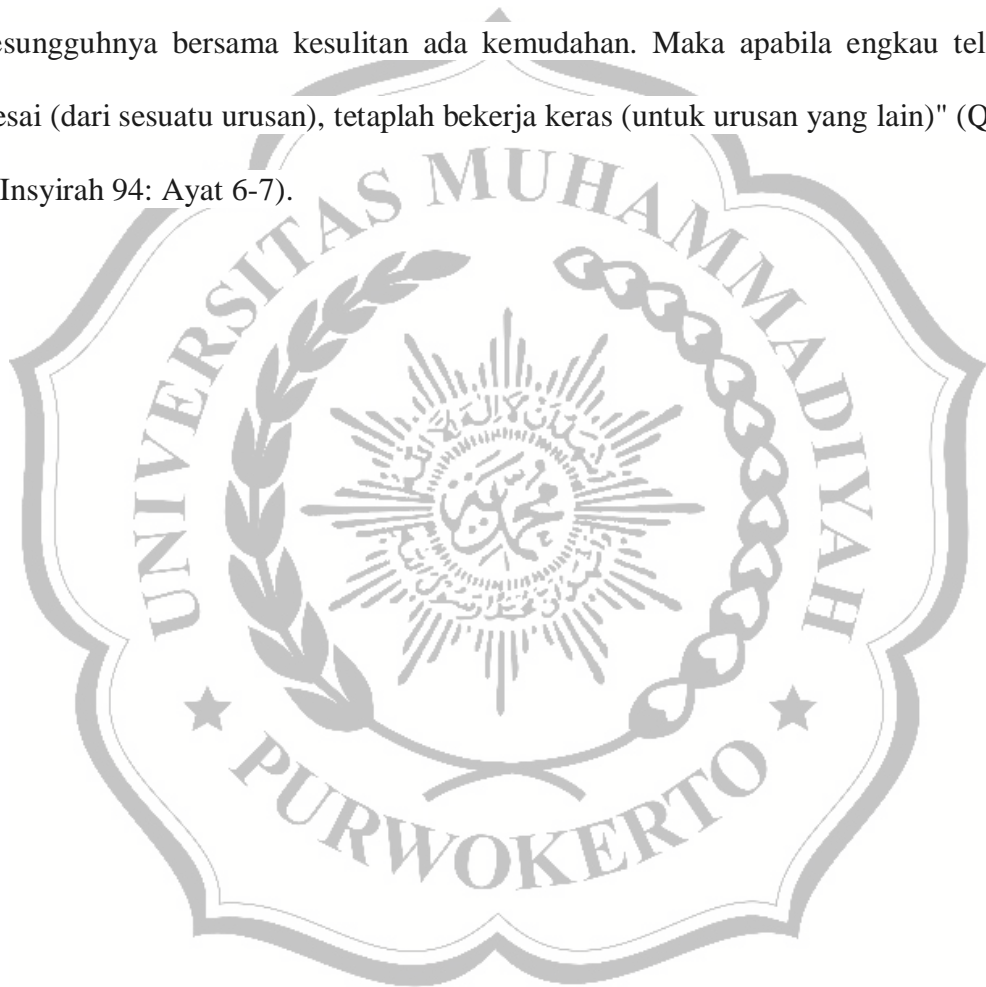 esungguhnya bersama kesulitan ada kemudahan. Maka apabila engkau tel
esai (dari sesuatu urusan), tetaplah bekerja keras (untuk urusan yang lain)" (Q
Insyirah 94: Ayat 6-7).
UNIVERSITAS MUHAMMADIYAH
PURWOKERTO
محمد